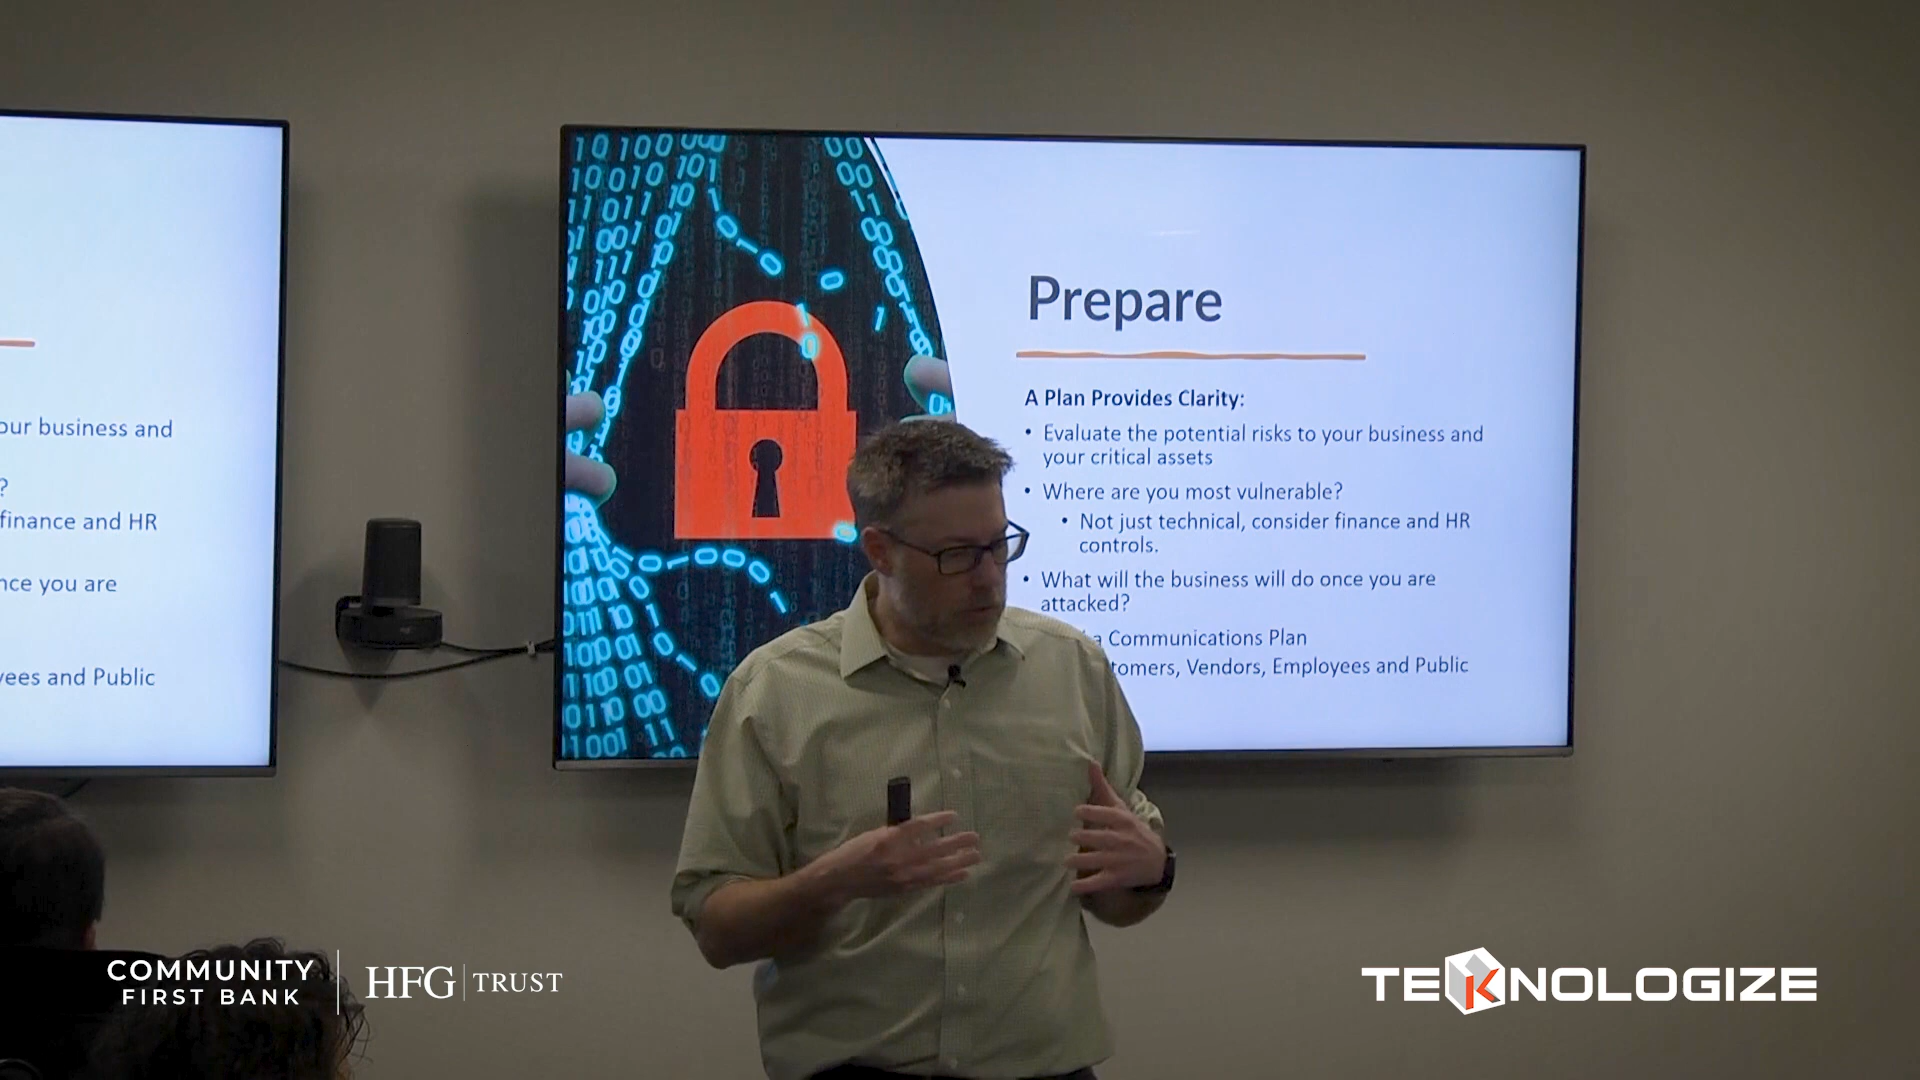 our business and
?
finance and HR
nce you are
yees and Public
Prepare
A Plan Provides Clarity:
• Evaluate the potential risks to your business and
your critical assets
• Where are you most vulnerable?
• Not just technical, consider finance and HR
controls.
• What will the business will do once you are
attacked?
a Communications Plan
tomers, Vendors, Employees and Public
COMMUNITY
FIRST BANK
HFG TRUST
TEKNOLOGIZE